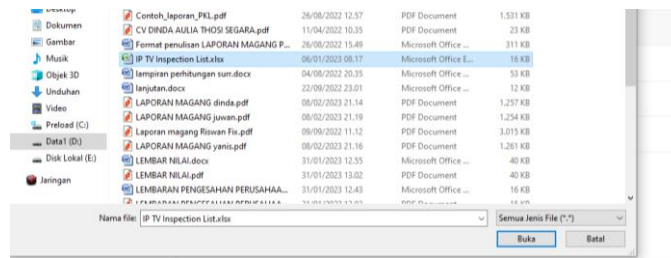 Desktop
Dokumen
Gambar
Musik
Objek 3D
Unduhan
Video
Preload (C:)
Data1 (D:)
Disk Lokal (E:)
Jaringan
Contoh_laporan_PKL.pdf 26/08/2022 12.57 PDF Document 1.531 KB
CV DINDA AULIA THOSI SEGARA.pdf 11/04/2022 10.35 PDF Document 23 KB
Format penulisan LAPORAN MAGANG P... 26/08/2022 15.49 Microsoft Office ... 311 KB
IP TV Inspection List.xlsx 06/01/2023 08.17 Microsoft Office E... 16 KB
lampiran perhitungan sum.docx 04/08/2022 20.35 Microsoft Office ... 53 KB
lanjutan.docx 22/09/2022 23.01 Microsoft Office ... 12 KB
LAPORAN MAGANG dinda.pdf 08/02/2023 21.14 PDF Document 1.257 KB
LAPORAN MAGANG juwan.pdf 08/02/2023 21.19 PDF Document 1.254 KB
Laporan magang Riswan Fix.pdf 09/09/2022 11.12 PDF Document 3.015 KB
LAPORAN MAGANG yanis.pdf 08/02/2023 21.16 PDF Document 1.261 KB
LEMBAR NILAI.docx 31/01/2023 12.55 Microsoft Office ... 40 KB
LEMBAR NILAI.pdf 31/01/2023 13.02 PDF Document 40 KB
LEMBARAN PENGESAHAN PERUSAHAA... 31/01/2023 12.43 Microsoft Office ... 16 KB
Nama file: IP TV Inspection List.xlsx Semua Jenis File (*.*)
Buka Batal